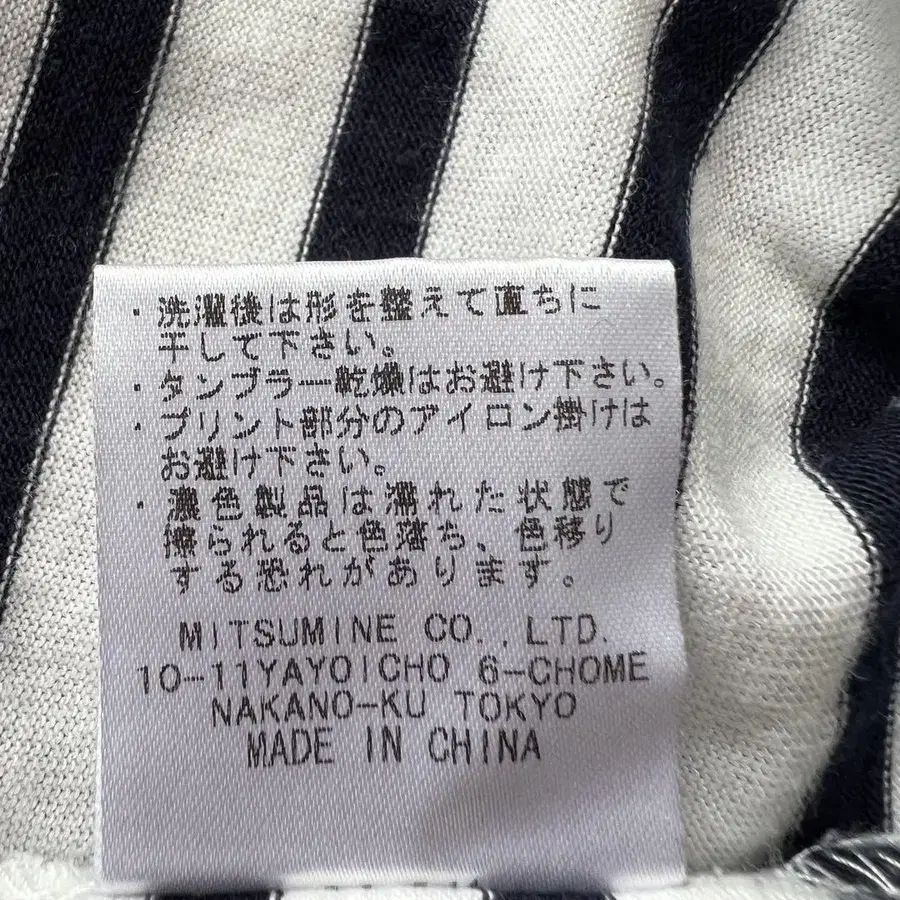 ・洗濯後は形を整えて直ちに
干して下さい。
・タンブラー乾燥はお避け下さい。
・プリント部分のアイロン掛けは
お避け下さい。
・濃色製品は濡れた状態で
擦られると色落ち、色移り
する恐れがあります。
MITSUMINE CO.,LTD.
10-11YAYOICHO 6-CHOME
NAKANO-KU TOKYO
MADE IN CHINA